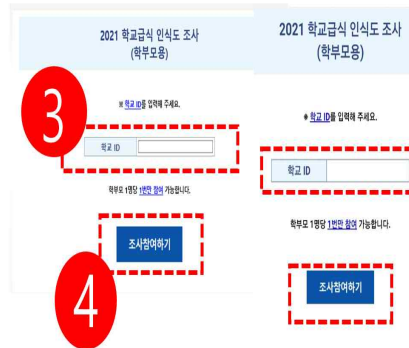 2021 학교급식 인식도 조사
(학부모용)
3
※ 학교 ID를 입력해 주세요.
학교 ID
학부모 1명당 1번만 참여 가능합니다.
조사참여하기
4
2021 학교급식 인식도 조사
(학부모용)
※ 학교 ID를 입력해 주세요.
학교 ID
학부모 1명당 1번만 참여 가능합니다.
조사참여하기